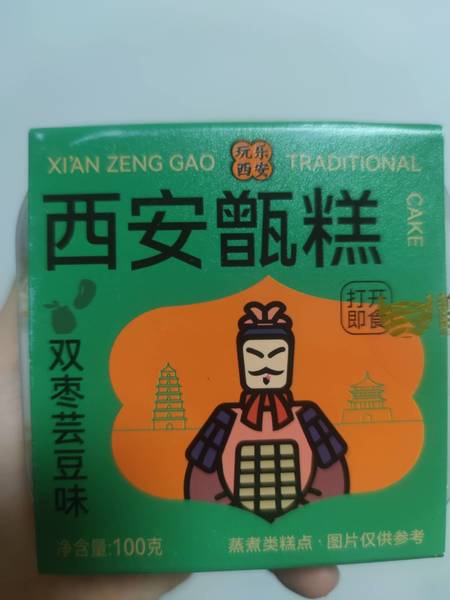 XI'AN ZENG GAO
玩乐
西安
TRADITIONAL
CAKE
西安甑糕
打开
即食
双枣芸豆味
净含量:100克
蒸煮类糕点·图片仅供参考